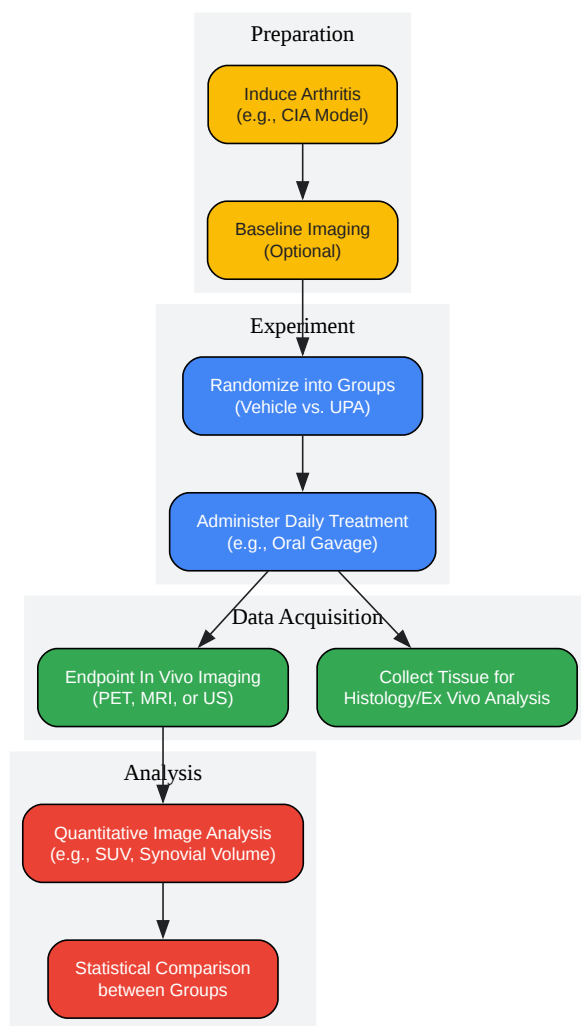 Preparation
Induce Arthritis
(e.g., CIA Model)
Baseline Imaging
(Optional)
Experiment
Randomize into Groups
(Vehicle vs. UPA)
Administer Daily Treatment
(e.g., Oral Gavage)
Data Acquisition
Endpoint In Vivo Imaging
(PET, MRI, or US)
Collect Tissue for
Histology/Ex Vivo Analysis
Analysis
Quantitative Image Analysis
(e.g., SUV, Synovial Volume)
Statistical Comparison
between Groups